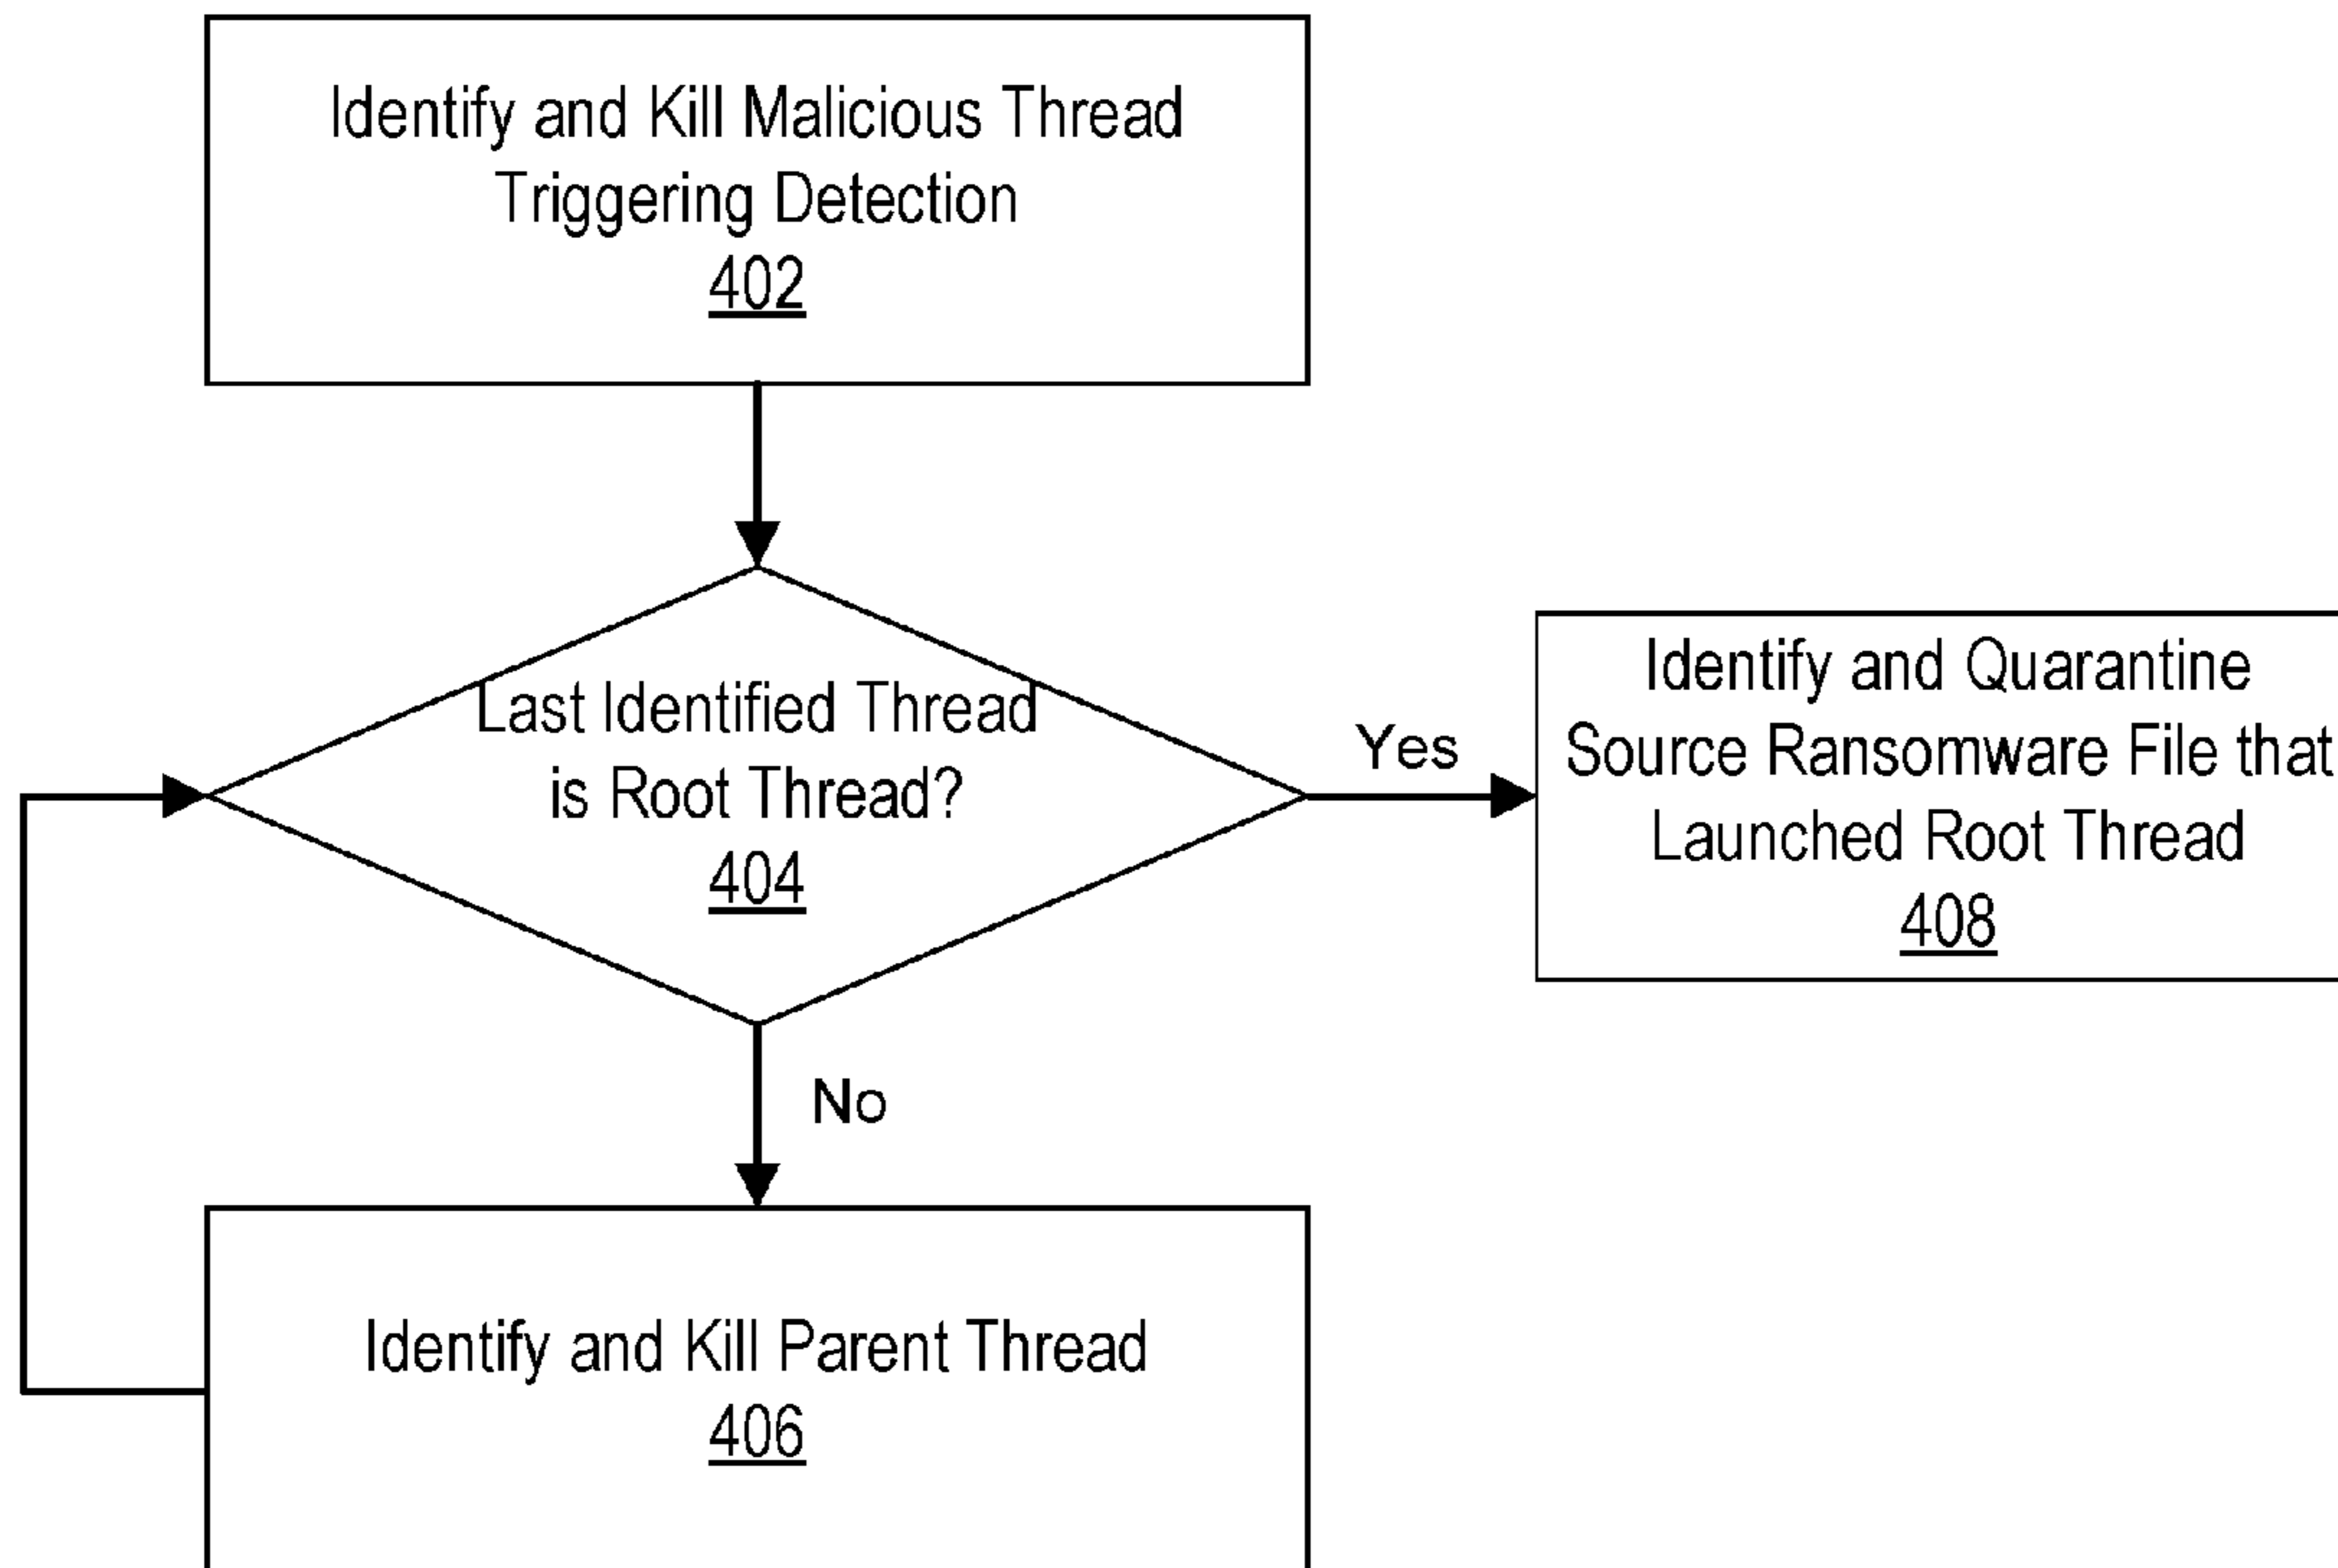 Identify and Kill Malicious Thread
Triggering Detection
402
Last Identified Thread
is Root Thread?
404
Yes
Identify and Quarantine
Source Ransomware File that
Launched Root Thread
408
No
Identify and Kill Parent Thread
406